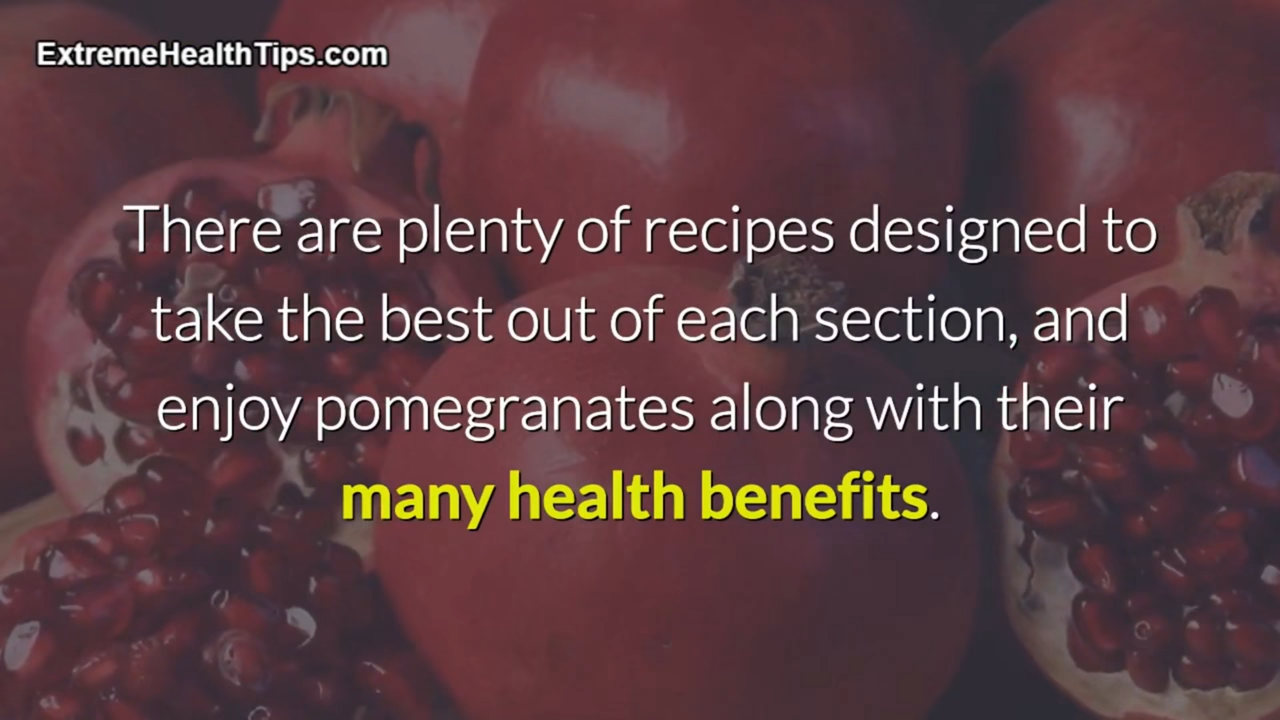 ExtremeHealthTips.com
There are plenty of recipes designed to
take the best out of each section, and
enjoy pomegranates along with their
many health benefits.